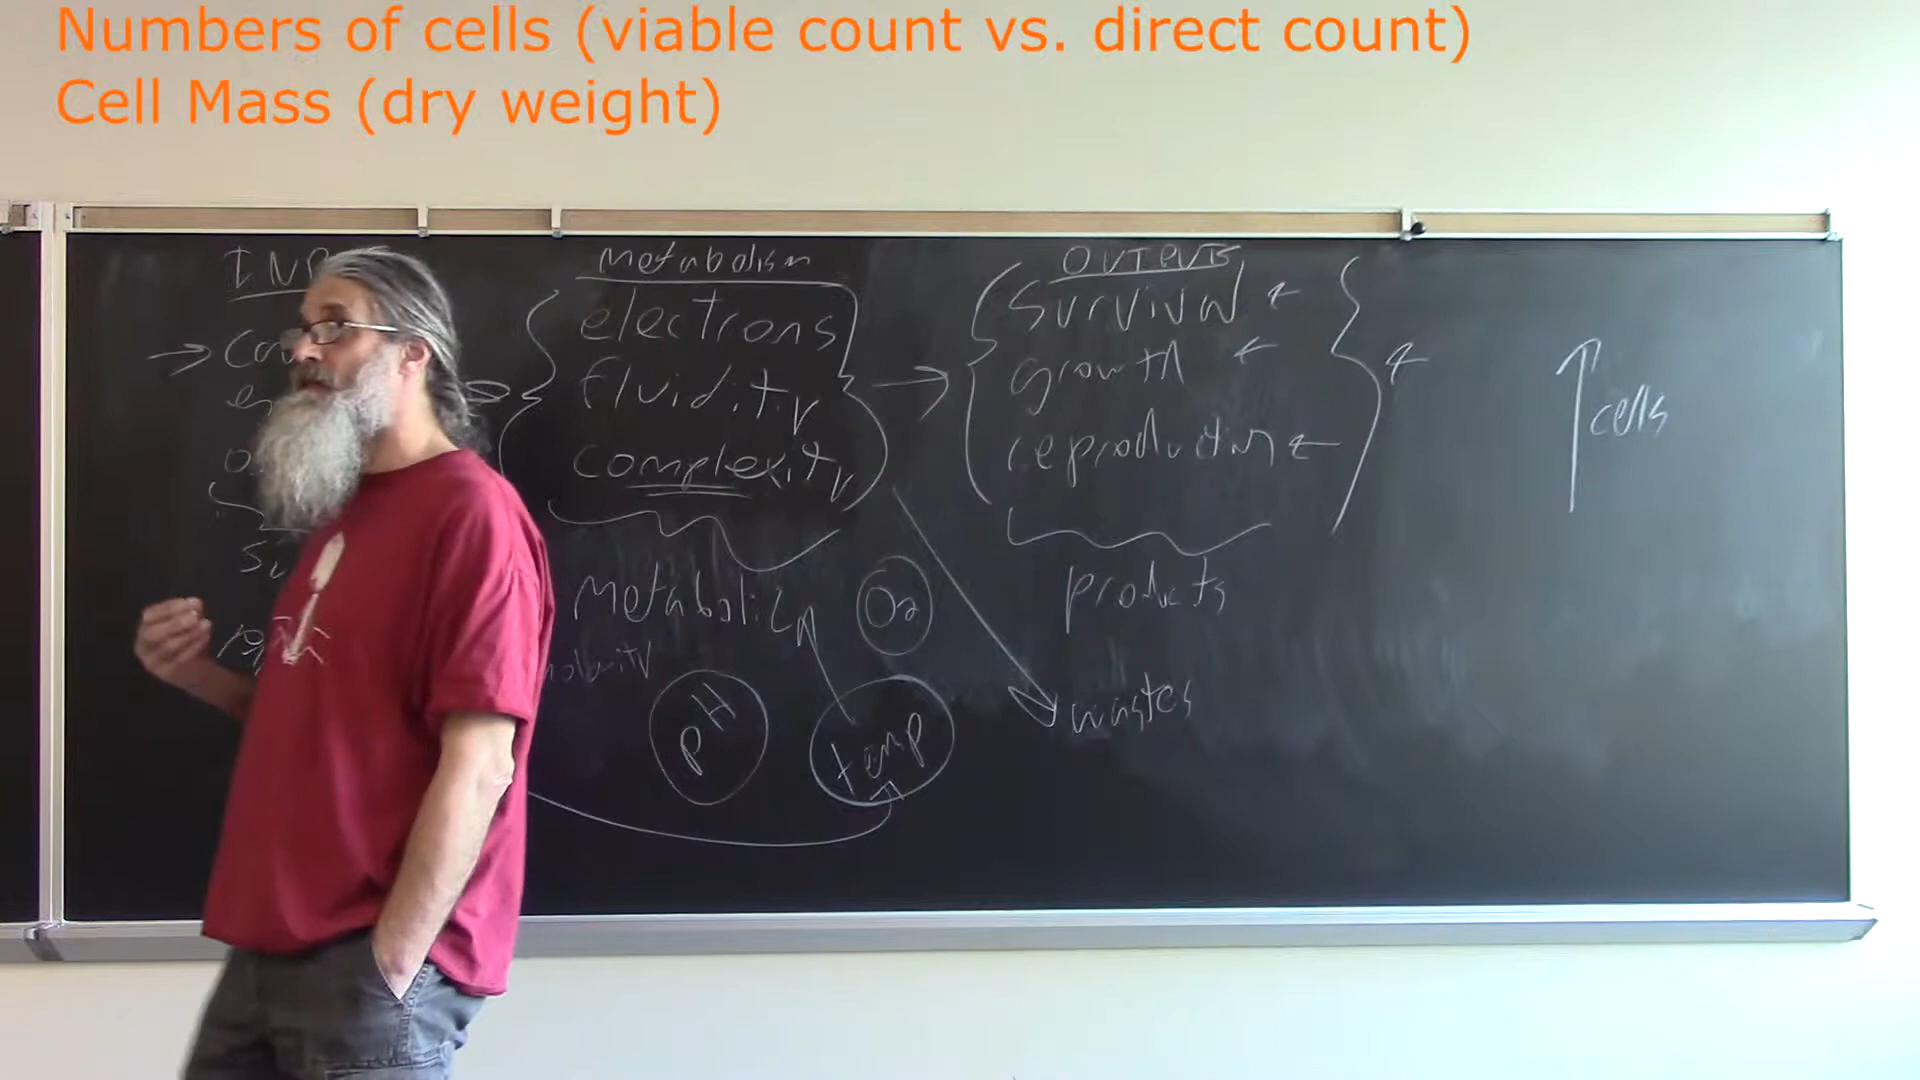 Numbers of cells (viable count vs. direct count)
Cell Mass (dry weight)
metabolism
electrons
fluidity
complexity
Metabolic
O2
pH
temp
OUTPUTS
survival
growth
reproduction
products
wastes
↑cells